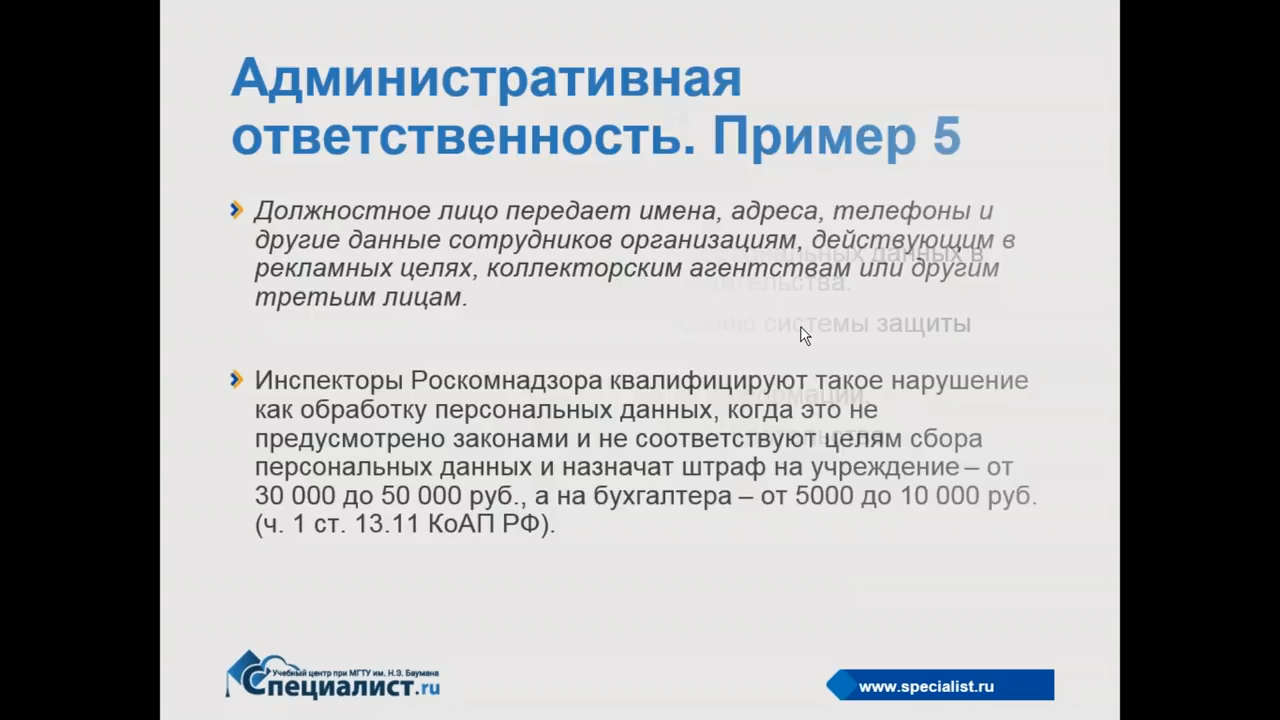 Административная
ответственность. Пример 5
Должностное лицо передает имена, адреса, телефоны и
другие данные сотрудников организациям, действующим в
рекламных целях, коллекторским агентствам или другим
третьим лицам.
данных в
системы защиты
Инспекторы Роскомнадзора квалифицируют такое нарушение
как обработку персональных данных, когда это не
предусмотрено законами и не соответствуют целям сбора
персональных данных и назначат штраф на учреждение – от
30 000 до 50 000 руб., а на бухгалтера – от 5000 до 10 000 руб.
(ч. 1 ст. 13.11 КоАП РФ).
Учебный центр при МГТУ им. Н.Э. Баумана
Специалист.ru
www.specialist.ru